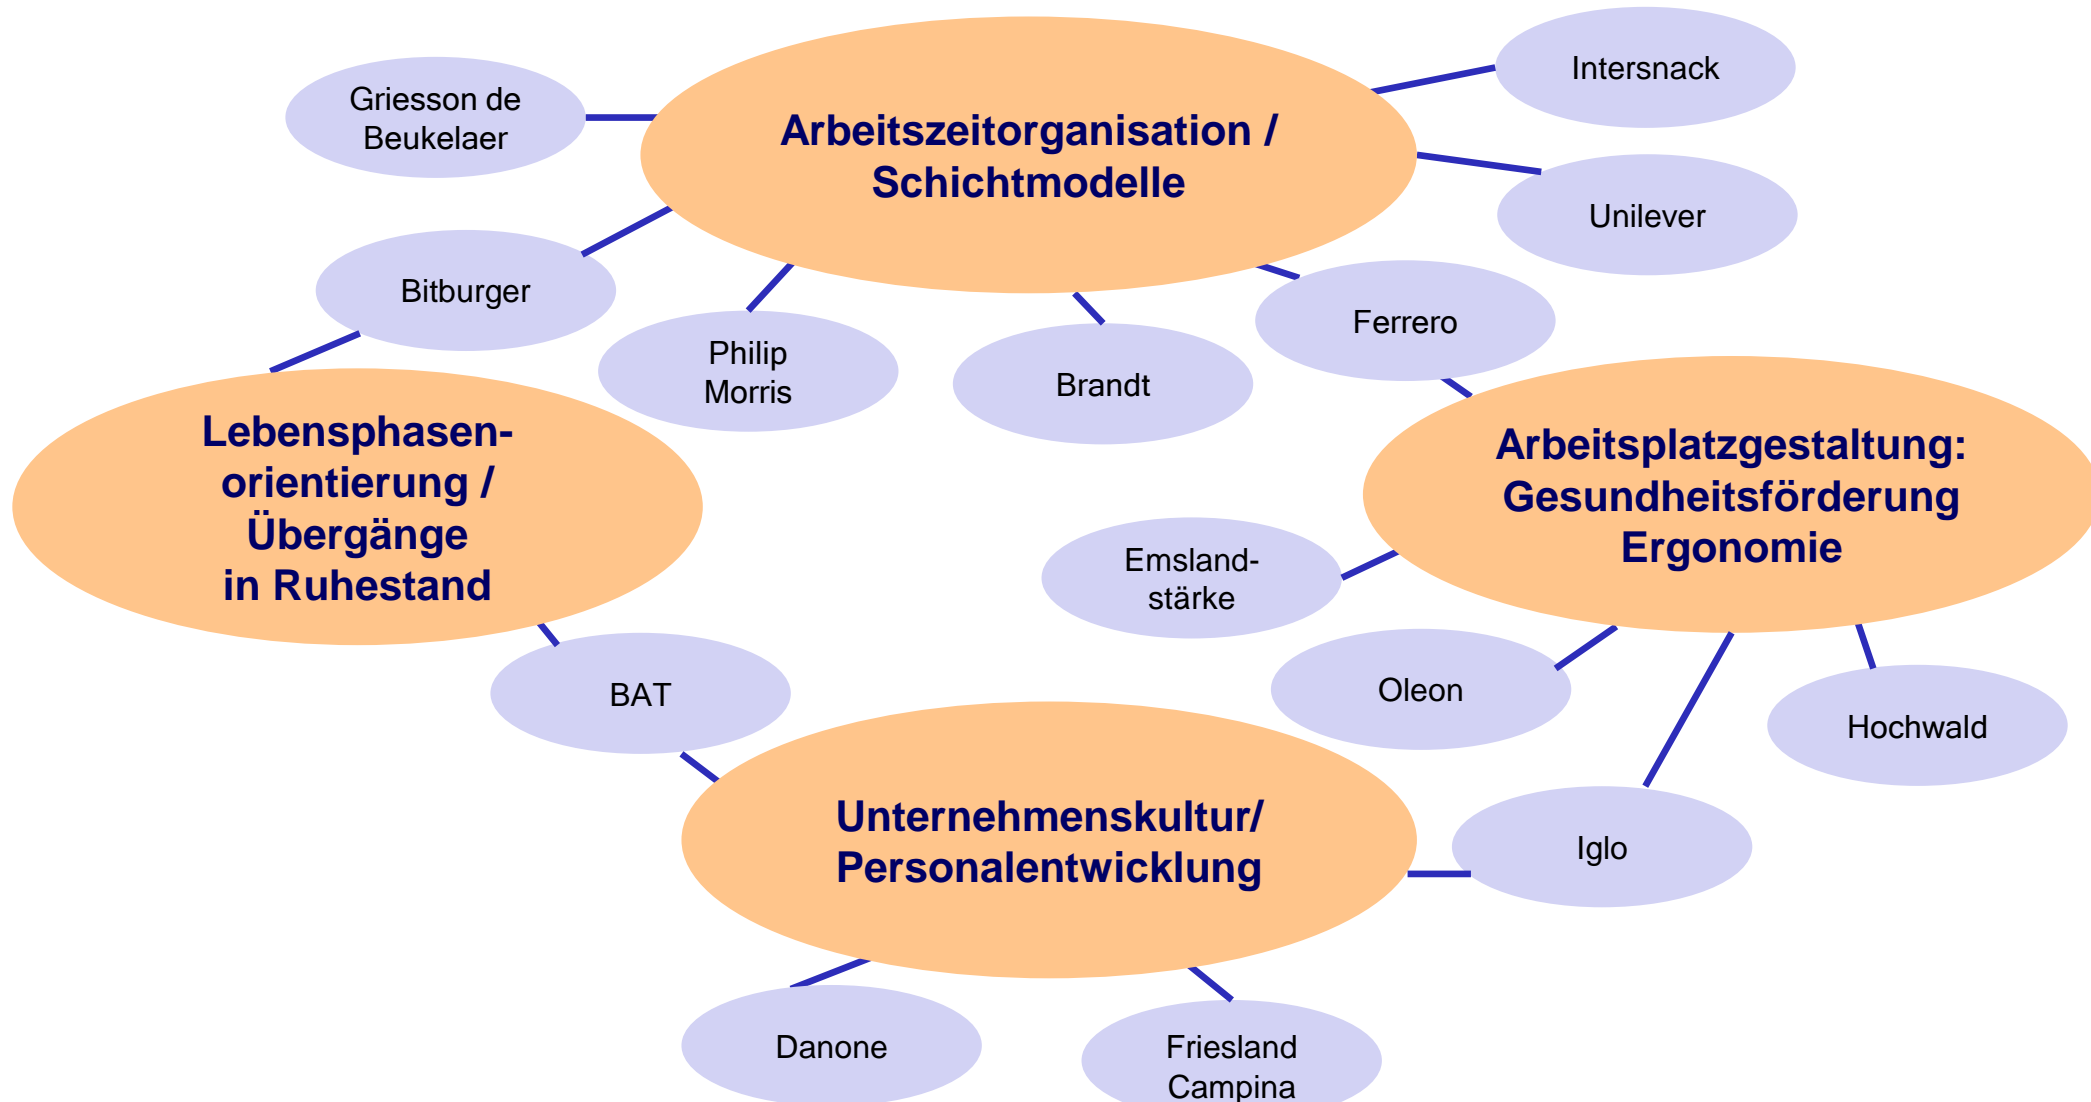 Intersnack
Griesson de
Beukelaer
Arbeitszeitorganisation /
Schichtmodelle
Unilever
Bitburger
Ferrero
Philip
Morris
Brandt
Lebensphasen-
orientierung /
Übergänge
in Ruhestand
Arbeitsplatzgestaltung:
Gesundheitsförderung
Ergonomie
Emsland-
stärke
BAT
Oleon
Hochwald
Unternehmenskultur/
Personalentwicklung
Iglo
Danone
Friesland
Campina